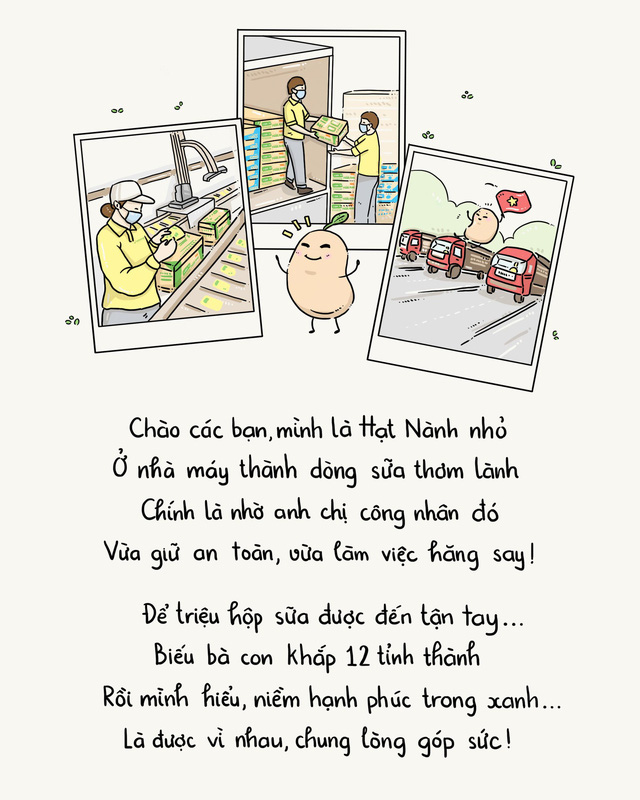 Chào các bạn, mình là Hạt Nành nhỏ
Ở nhà máy thành dòng sữa thơm lành
Chính là nhờ anh chị công nhân đó
Vừa giữ an toàn, vừa làm việc hăng say!
Để triệu hộp sữa được đến tận tay...
Biếu bà con khắp 12 tỉnh thành
Rồi mình hiểu, niềm hạnh phúc trong xanh...
Là được vì nhau, chung lòng góp sức!